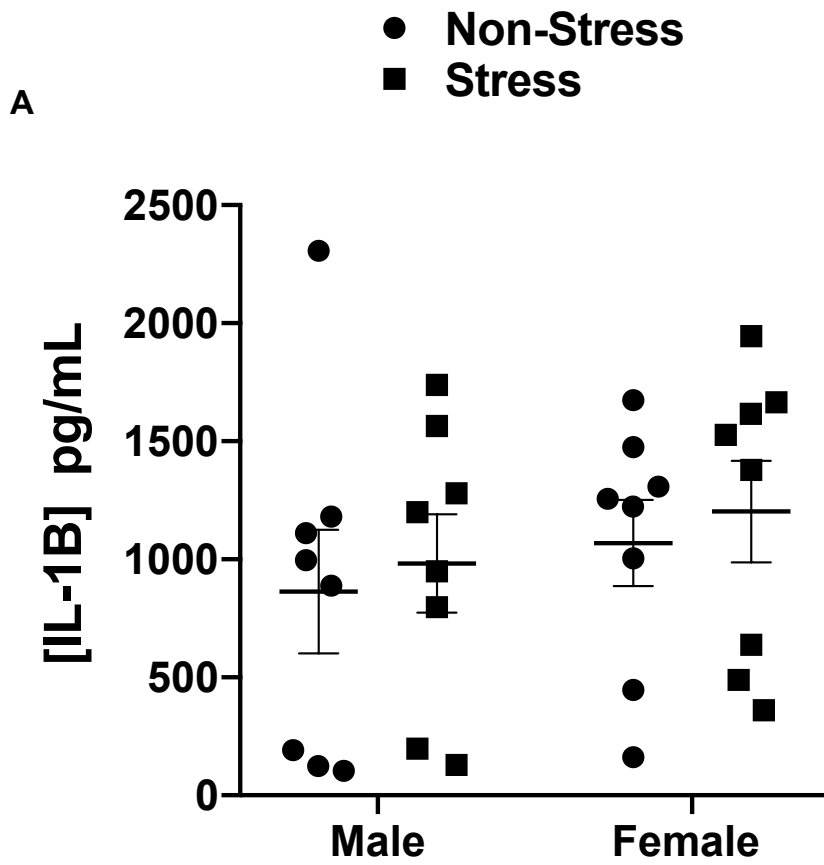 Non-Stress
Stress
A
2500
2000
1500
1000
500
0
[IL-1B] pg/mL
Male Female